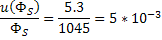 u(Φ_S)/Φ_S = 5.3/1045 = 5 * 10⁻³